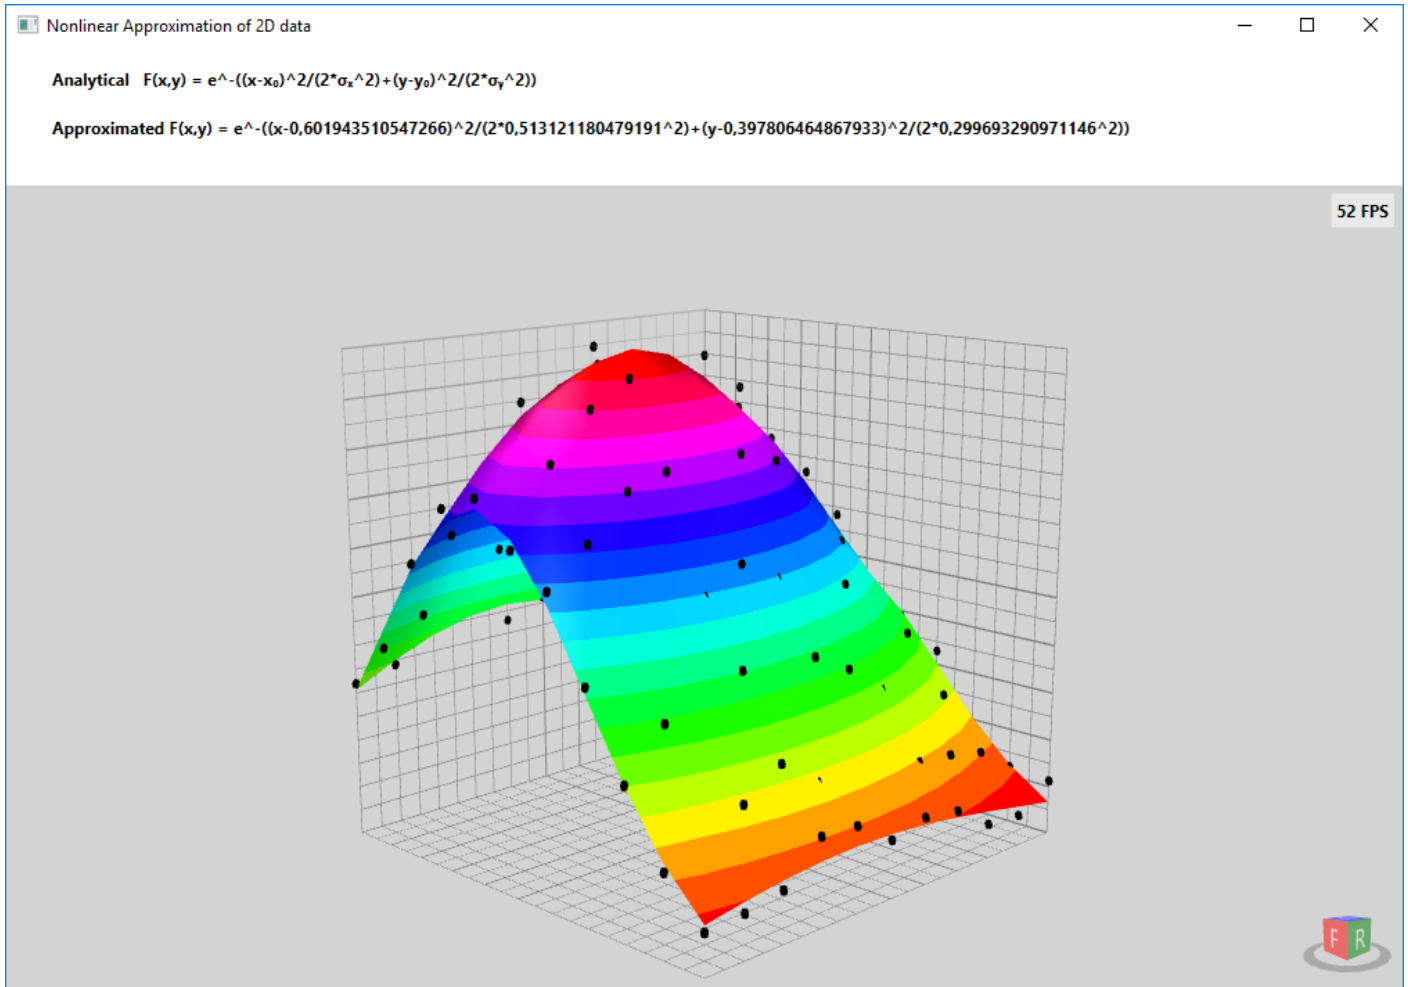 Nonlinear Approximation of 2D data
Analytical F(x,y) = e^-((x-x₀)^2/(2*σₓ^2)+(y-y₀)^2/(2*σᵧ^2))
Approximated F(x,y) = e^-((x-0,601943510547266)^2/(2*0,513121180479191^2)+(y-0,397806464867933)^2/(2*0,299693290971146^2))
52 FPS
F R